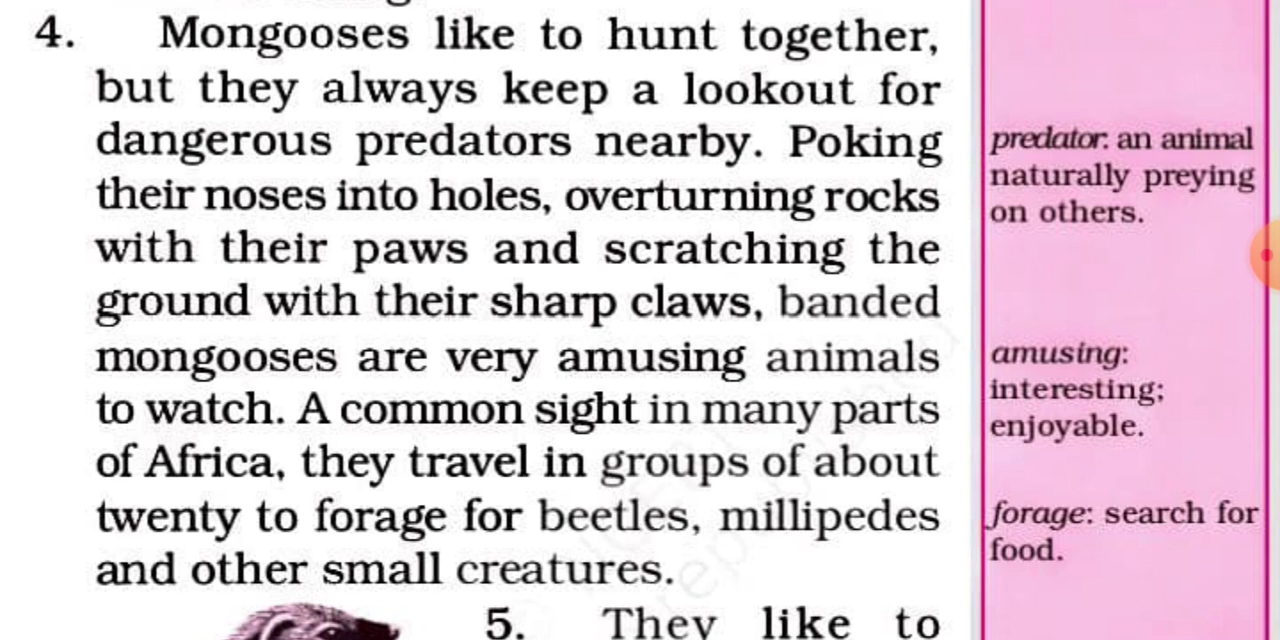 4. Mongooses like to hunt together,
but they always keep a lookout for
dangerous predators nearby. Poking
their noses into holes, overturning rocks
with their paws and scratching the
ground with their sharp claws, banded
mongooses are very amusing animals
to watch. A common sight in many parts
of Africa, they travel in groups of about
twenty to forage for beetles, millipedes
and other small creatures.
5. They like to
predator: an animal
naturally preying
on others.
amusing:
interesting;
enjoyable.
forage: search for
food.